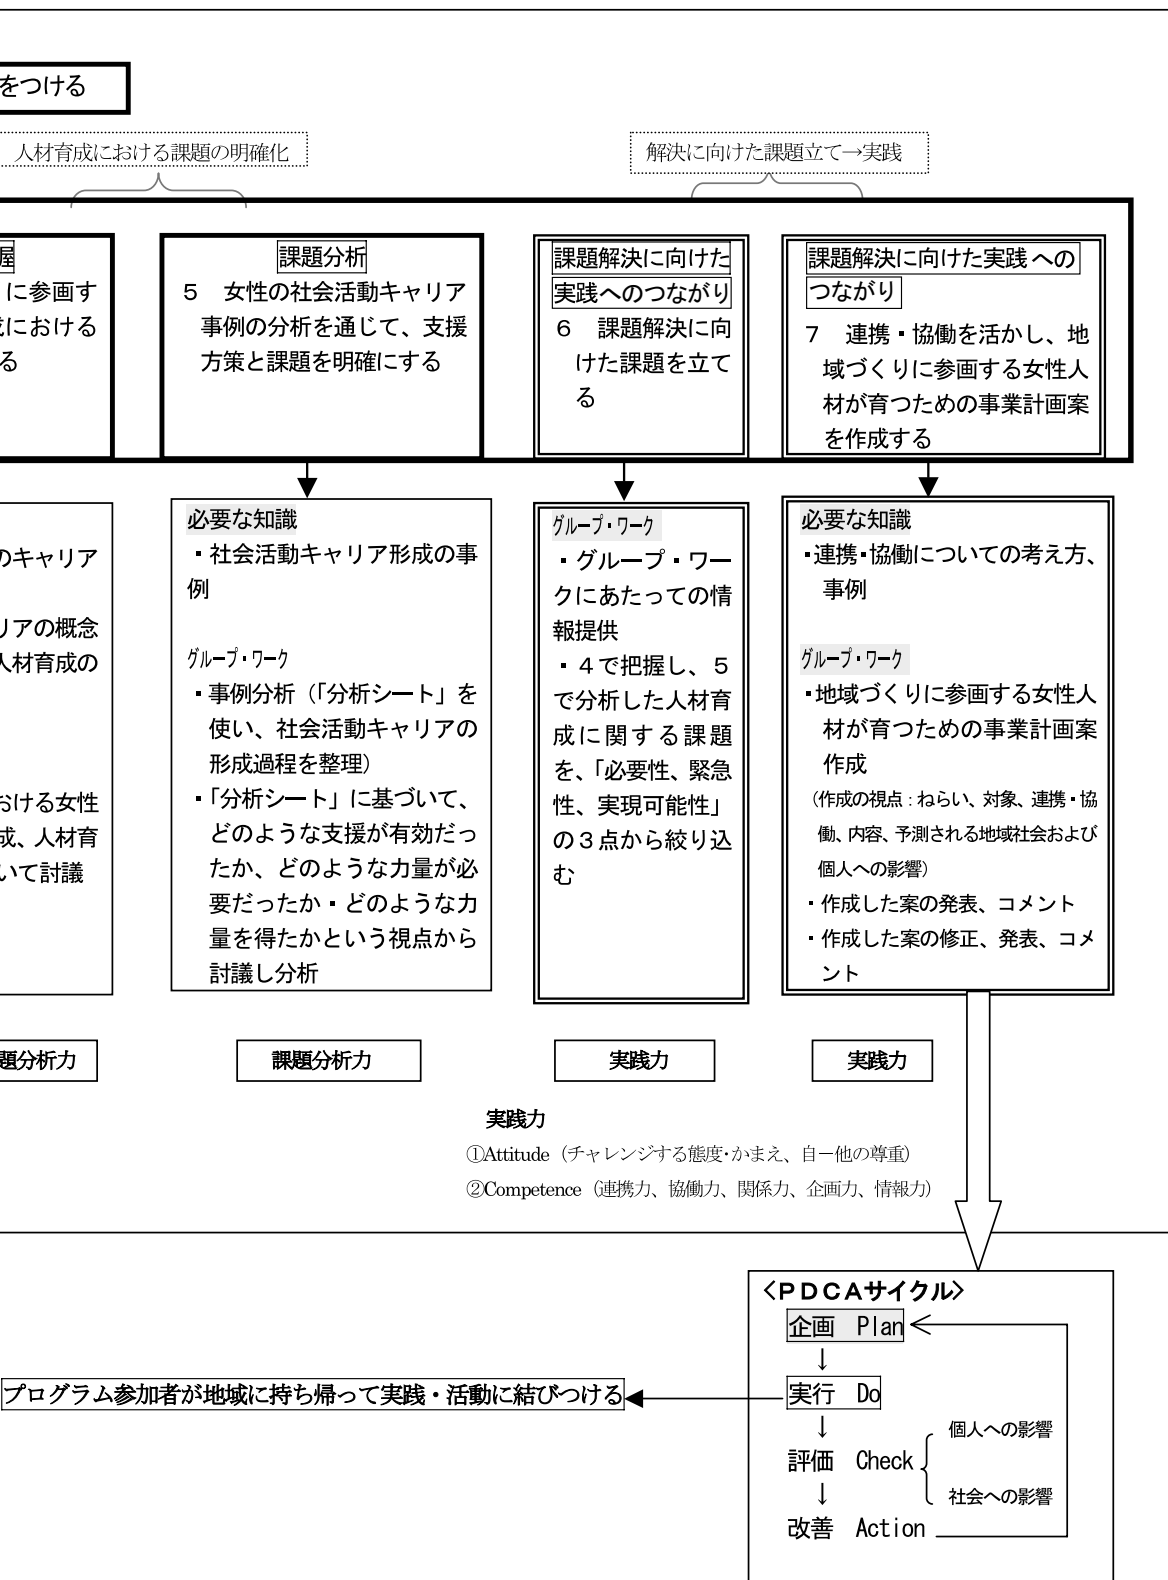 をつける
人材育成における課題の明確化
解決に向けた課題立て→実践
握
に参画す
における
る
課題分析
５　女性の社会活動キャリア
事例の分析を通じて、支援
方策と課題を明確にする
課題解決に向けた
実践へのつながり
６　課題解決に向
けた課題を立て
る
課題解決に向けた実践への
つながり
７　連携・協働を活かし、地
域づくりに参画する女性人
材が育つための事業計画案
を作成する
のキャリア
リアの概念
人材育成の
おける女性
成、人材育
いて討議
必要な知識
・社会活動キャリア形成の事
例
グループ・ワーク
・事例分析（「分析シート」を
使い、社会活動キャリアの
形成過程を整理）
・「分析シート」に基づいて、
どのような支援が有効だっ
たか、どのような力量が必
要だったか・どのような力
量を得たかという視点から
討議し分析
グループ・ワーク
・グループ・ワー
クにあたっての情
報提供
・４で把握し、５
で分析した人材育
成に関する課題
を、「必要性、緊急
性、実現可能性」
の３点から絞り込
む
必要な知識
・連携・協働についての考え方、
事例
グループ・ワーク
・地域づくりに参画する女性人
材が育つための事業計画案
作成
（作成の視点：ねらい、対象、連携・協
働、内容、予測される地域社会および
個人への影響）
・作成した案の発表、コメント
・作成した案の修正、発表、コメ
ント
題分析力
課題分析力
実践力
実践力
実践力
①Attitude（チャレンジする態度・かまえ、自－他の尊重）
②Competence（連携力、協働力、関係力、企画力、情報力）
＜ＰＤＣＡサイクル＞
企画　Plan
↓
プログラム参加者が地域に持ち帰って実践・活動に結びつける
実行　Do
↓
個人への影響
評価　Check
↓
社会への影響
改善　Action